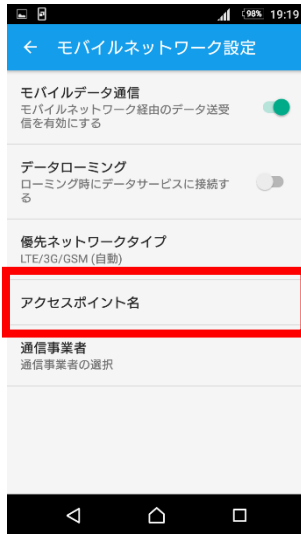 98% 19:19
← モバイルネットワーク設定
モバイルデータ通信
モバイルネットワーク経由のデータ送受
信を有効にする
データローミング
ローミング時にデータサービスに接続す
る
優先ネットワークタイプ
LTE/3G/GSM (自動)
アクセスポイント名
通信事業者
通信事業者の選択